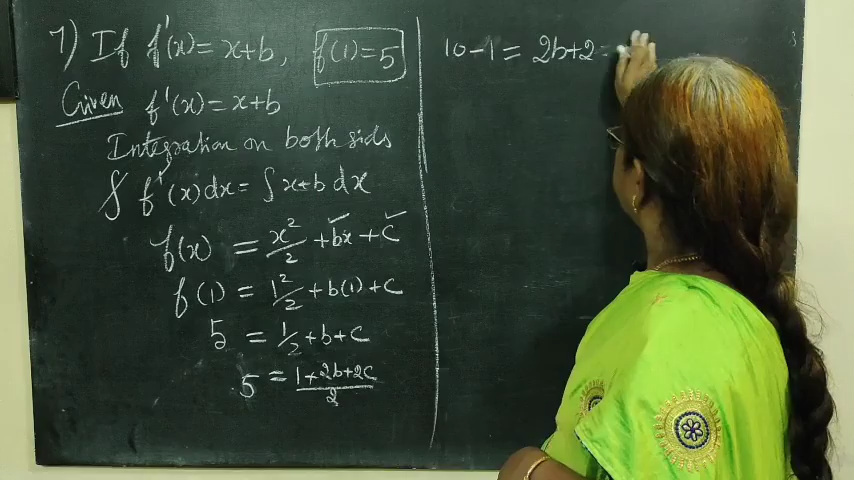 7) If f'(x) = x+b, f(1)=5
Given f'(x) = x+b
Integration on both sids
∫ f'(x) dx = ∫ x+b dx
f(x) = x²/2 + bx + c
f(1) = 1²/2 + b(1) + c
5 = 1/2 + b + c
5 = (1+2b+2c)/2
10-1 = 2b+2